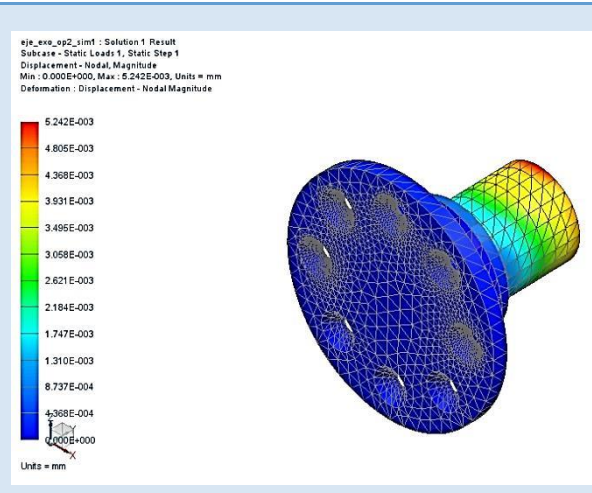 eje_exo_op2_sim1 : Solution 1 Result
Subcase - Static Loads 1, Static Step 1
Displacement - Nodal, Magnitude
Min : 0.000E+000, Max : 5.242E-003, Units = mm
Deformation : Displacement - Nodal Magnitude
5.242E-003
4.805E-003
4.368E-003
3.931E-003
3.495E-003
3.058E-003
2.621E-003
2.184E-003
1.747E-003
1.310E-003
8.737E-004
4.368E-004
0.000E+000
Z
Y
X
Units = mm